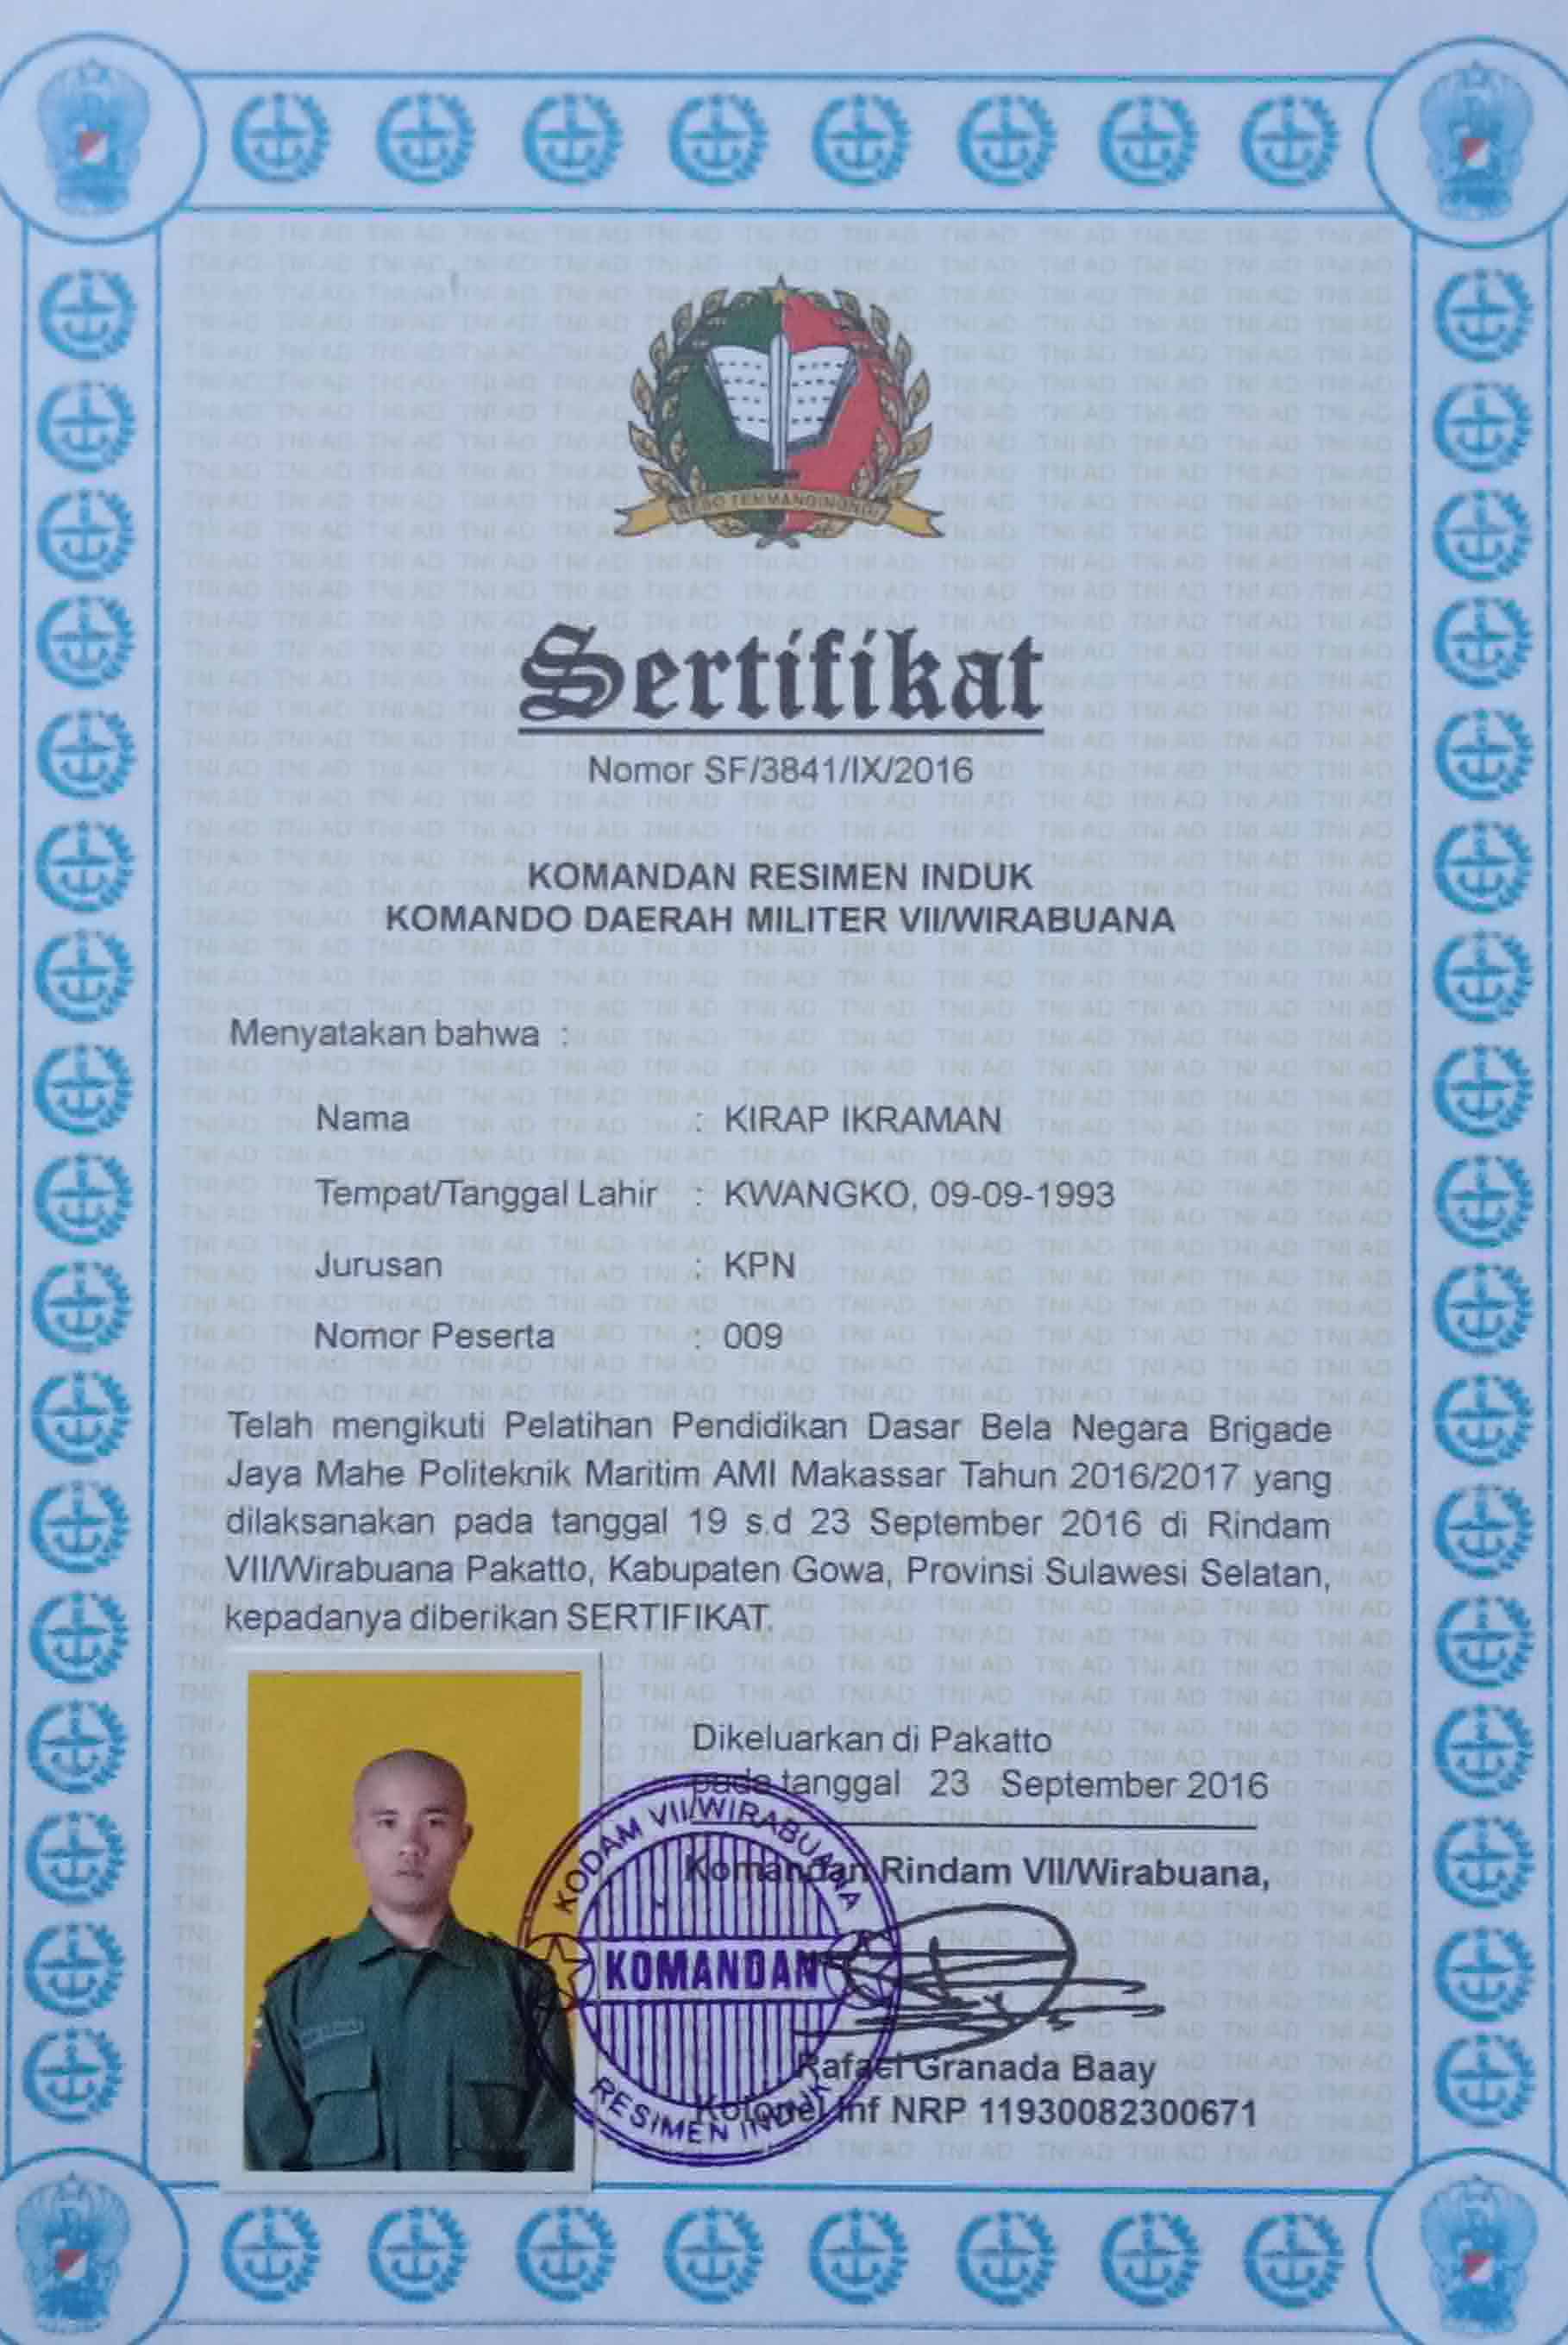 RESO TEMMANGINGNGI
Sertifikat
Nomor SF/3841/IX/2016
KOMANDAN RESIMEN INDUK
KOMANDO DAERAH MILITER VII/WIRABUANA
Menyatakan bahwa :
Nama : KIRAP IKRAMAN
Tempat/Tanggal Lahir : KWANGKO, 09-09-1993
Jurusan : KPN
Nomor Peserta : 009
Telah mengikuti Pelatihan Pendidikan Dasar Bela Negara Brigade
Jaya Mahe Politeknik Maritim AMI Makassar Tahun 2016/2017 yang
dilaksanakan pada tanggal 19 s.d 23 September 2016 di Rindam
VII/Wirabuana Pakatto, Kabupaten Gowa, Provinsi Sulawesi Selatan,
kepadanya diberikan SERTIFIKAT.
Dikeluarkan di Pakatto
pada tanggal 23 September 2016
Komandan Rindam VII/Wirabuana,
KODAM VII/WIRABUANA
KOMANDAN
RESIMEN INDUK
Rafael Granada Baay
Kolonel Inf NRP 11930082300671